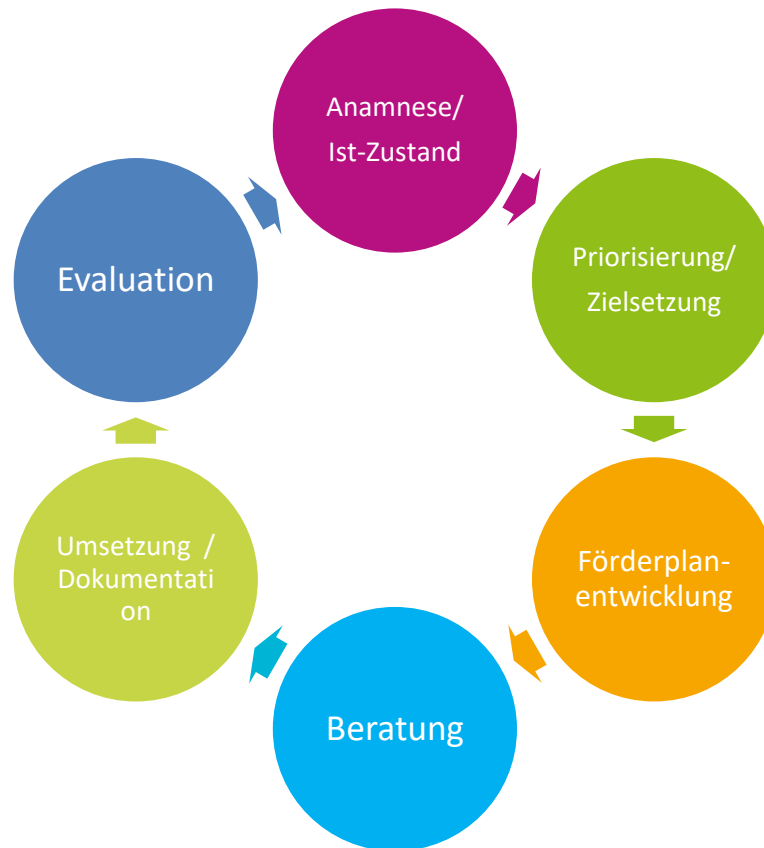 Anamnese/
Ist-Zustand
Priorisierung/
Zielsetzung
Förderplan-
entwicklung
Beratung
Umsetzung /
Dokumentati
on
Evaluation